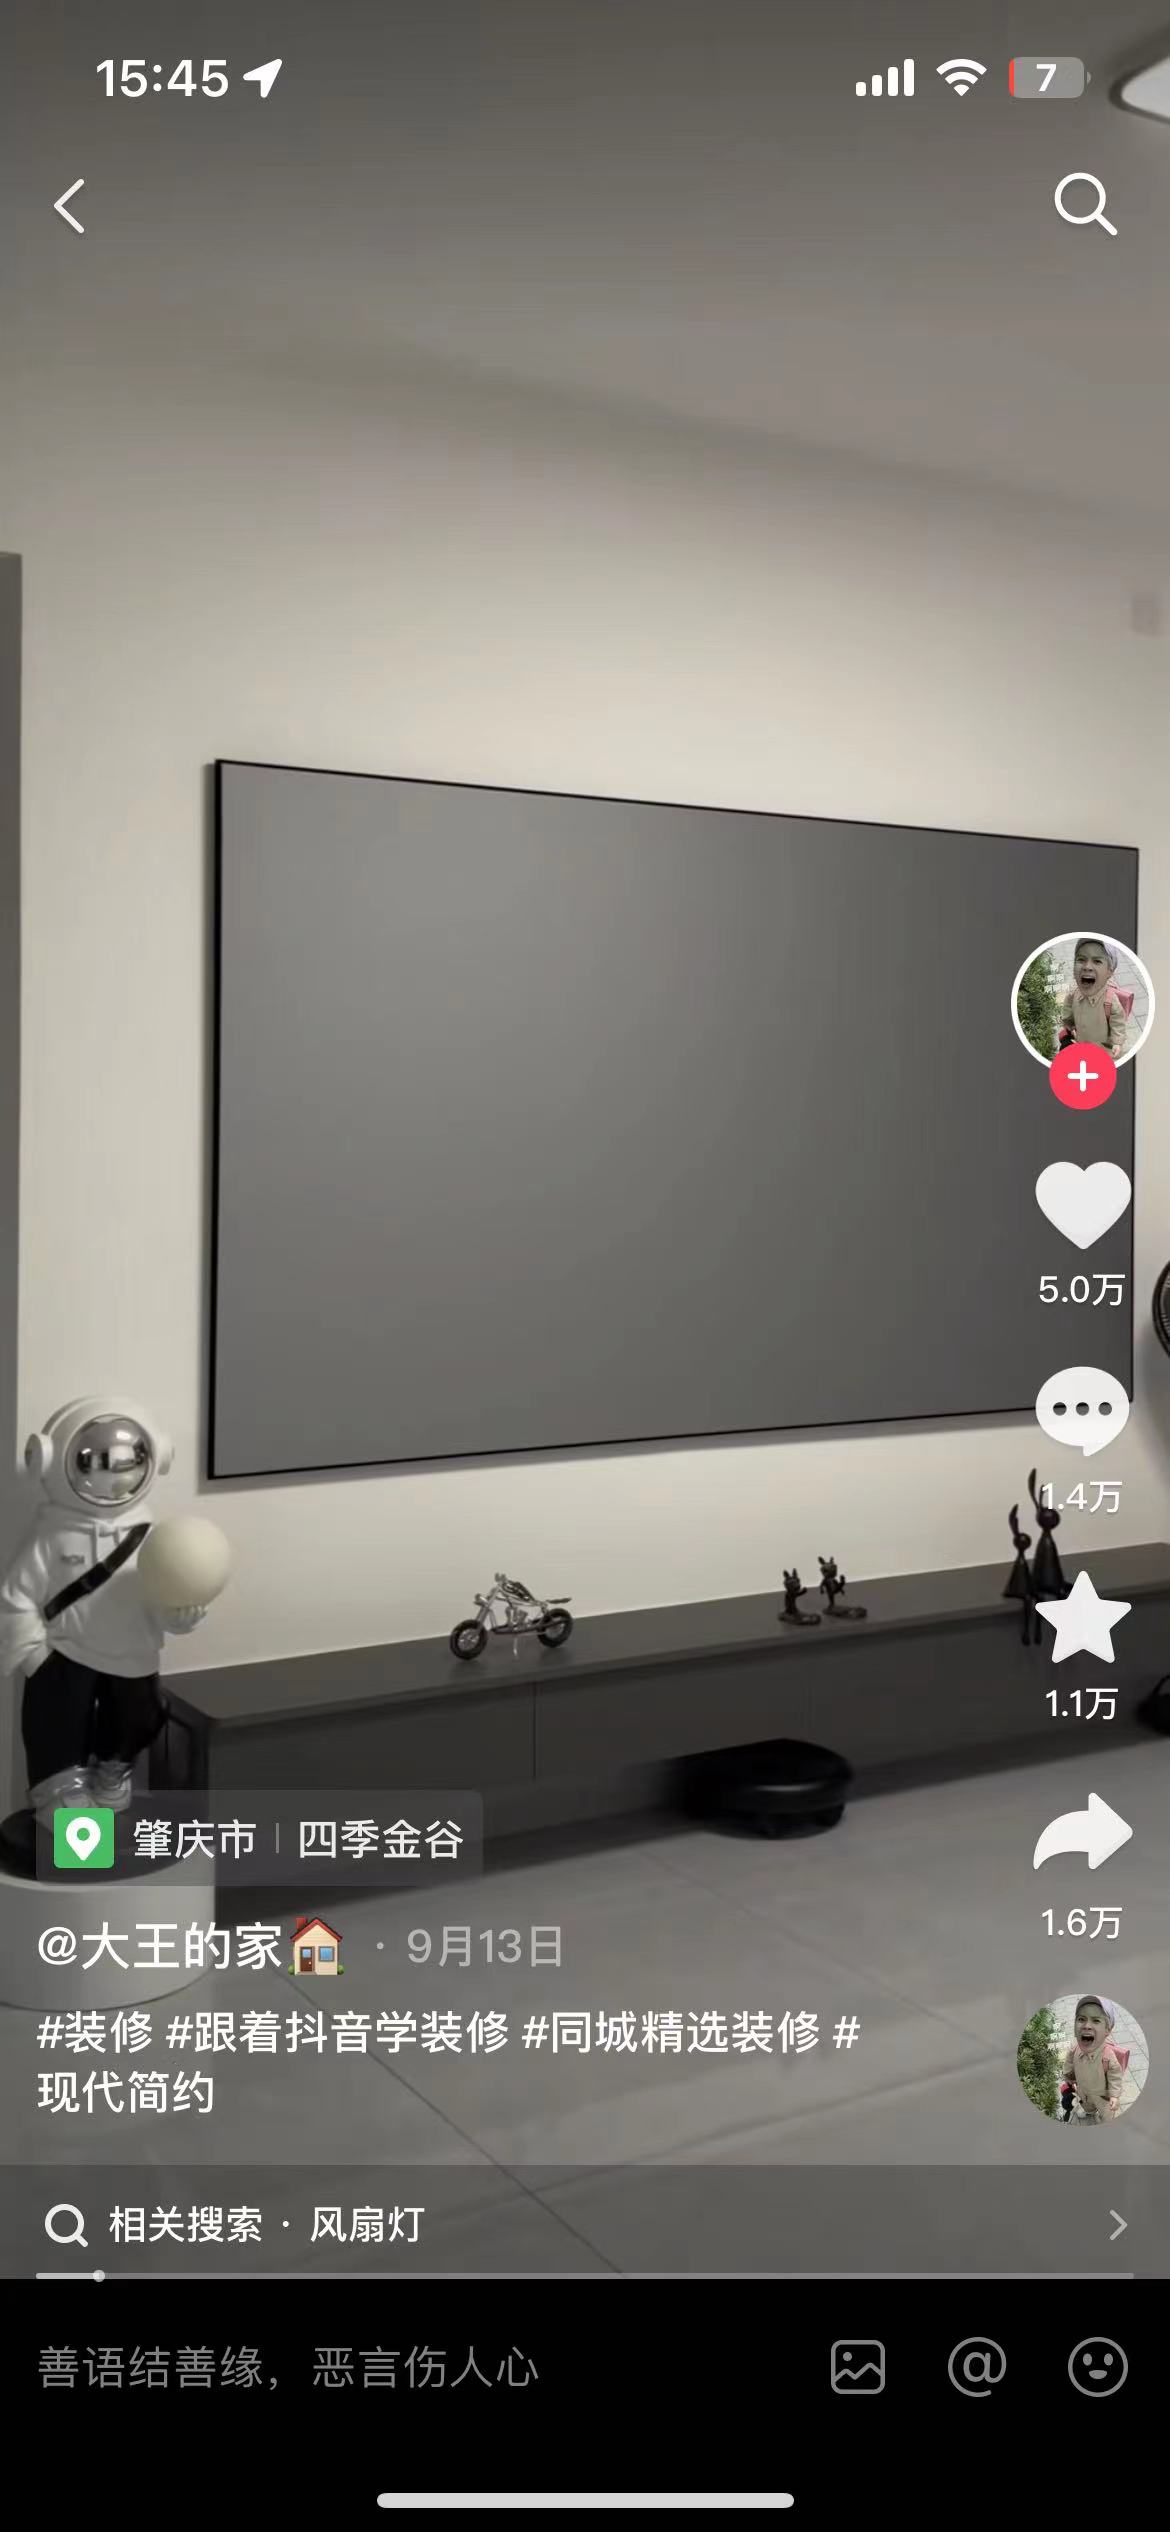 15:45
7
5.0万
1.4万
1.1万
1.6万
肇庆市 | 四季金谷
@大王的家🏠 · 9月13日
#装修 #跟着抖音学装修 #同城精选装修 #
现代简约
相关搜索 · 风扇灯
善语结善缘，恶言伤人心